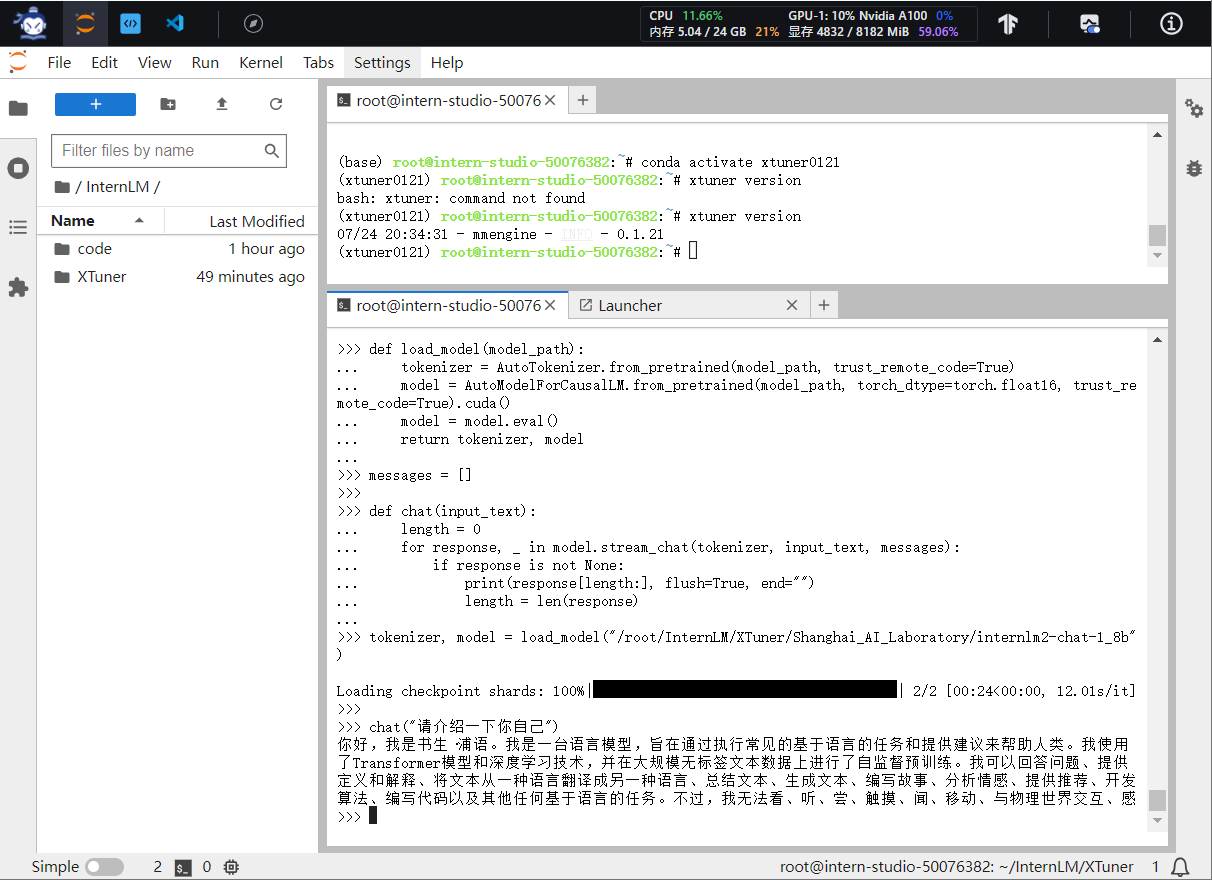 CPU 11.66% GPU-1: 10% Nvidia A100 0%
内存 5.04 / 24 GB 21% 显存 4832 / 8182 MiB 59.06%
File Edit View Run Kernel Tabs Settings Help
root@intern-studio-50076
Filter files by name
/ InternLM /
Name Last Modified
code 1 hour ago
XTuner 49 minutes ago
(base) root@intern-studio-50076382:~# conda activate xtuner0121
(xtuner0121) root@intern-studio-50076382:~# xtuner version
bash: xtuner: command not found
(xtuner0121) root@intern-studio-50076382:~# xtuner version
07/24 20:34:31 - mmengine - INFO - 0.1.21
(xtuner0121) root@intern-studio-50076382:~#
root@intern-studio-50076 Launcher
>>> def load_model(model_path):
...     tokenizer = AutoTokenizer.from_pretrained(model_path, trust_remote_code=True)
...     model = AutoModelForCausalLM.from_pretrained(model_path, torch_dtype=torch.float16, trust_re
mote_code=True).cuda()
...     model = model.eval()
...     return tokenizer, model
...
>>> messages = []
>>>
>>> def chat(input_text):
...     length = 0
...     for response, _ in model.stream_chat(tokenizer, input_text, messages):
...         if response is not None:
...             print(response[length:], flush=True, end="")
...             length = len(response)
...
>>> tokenizer, model = load_model("/root/InternLM/XTuner/Shanghai_AI_Laboratory/internlm2-chat-1_8b"
)
Loading checkpoint shards: 100%|██████████| 2/2 [00:24<00:00, 12.01s/it]
>>>
>>> chat("请介绍一下你自己")
你好，我是书生·浦语。我是一台语言模型，旨在通过执行常见的基于语言的任务和提供建议来帮助人类。我使用
了Transformer模型和深度学习技术，并在大规模无标签文本数据上进行了自监督预训练。我可以回答问题、提供
定义和解释、将文本从一种语言翻译成另一种语言、总结文本、生成文本、编写故事、分析情感、提供推荐、开发
算法、编写代码以及其他任何基于语言的任务。不过，我无法看、听、尝、触摸、闻、移动、与物理世界交互、感
>>>
Simple 2 0 root@intern-studio-50076382: ~/InternLM/XTuner 1